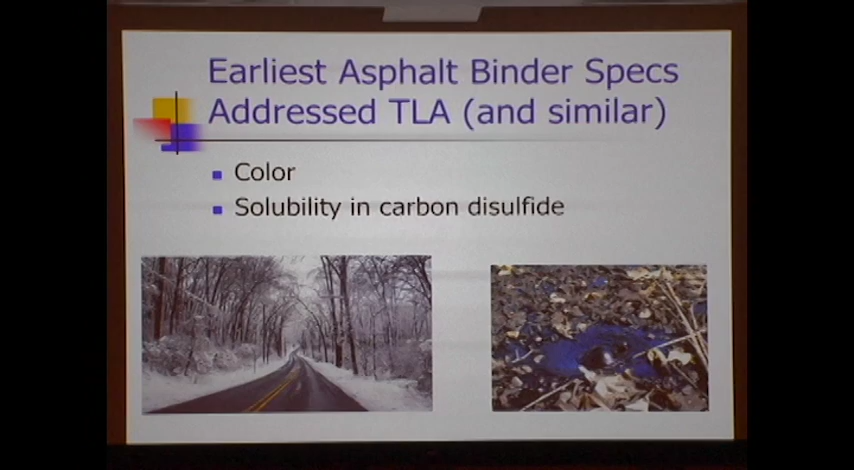 Earliest Asphalt Binder Specs
Addressed TLA (and similar)
Color
Solubility in carbon disulfide